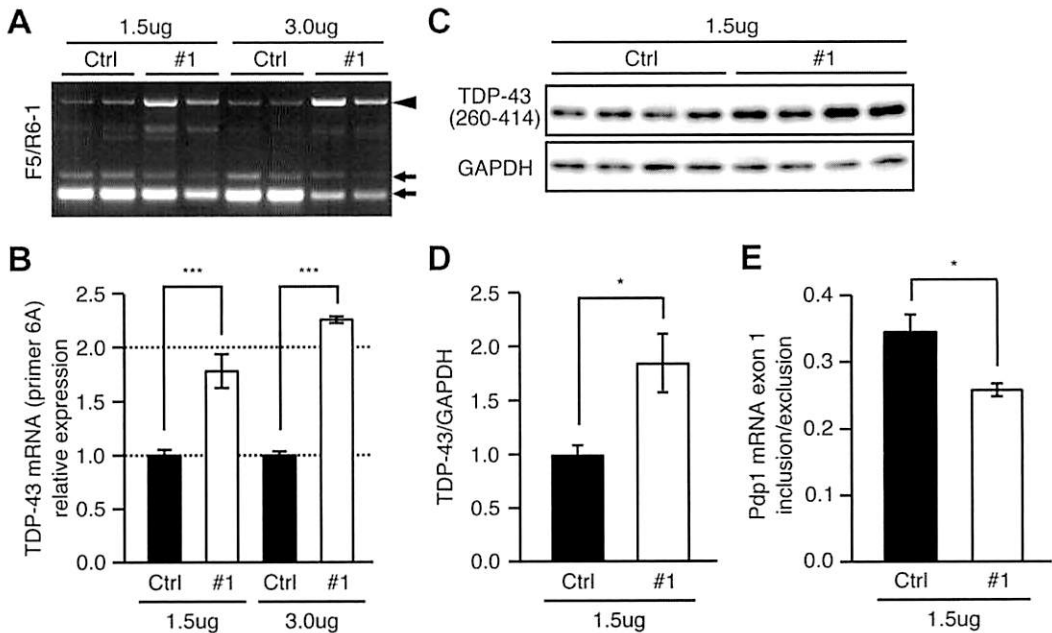 A
1.5ug 3.0ug
Ctrl #1 Ctrl #1
F5/R6-1
C
1.5ug
Ctrl #1
TDP-43
(260-414)
GAPDH
B
TDP-43 mRNA (primer 6A)
relative expression
2.5
2.0
1.5
1.0
0.5
0.0
*** ***
Ctrl #1 Ctrl #1
1.5ug 3.0ug
D
TDP-43/GAPDH
2.5
2.0
1.5
1.0
0.5
0.0
*
Ctrl #1
1.5ug
E
Pdp1 mRNA exon 1
inclusion/exclusion
0.4
0.3
0.2
0.1
0.0
*
Ctrl #1
1.5ug